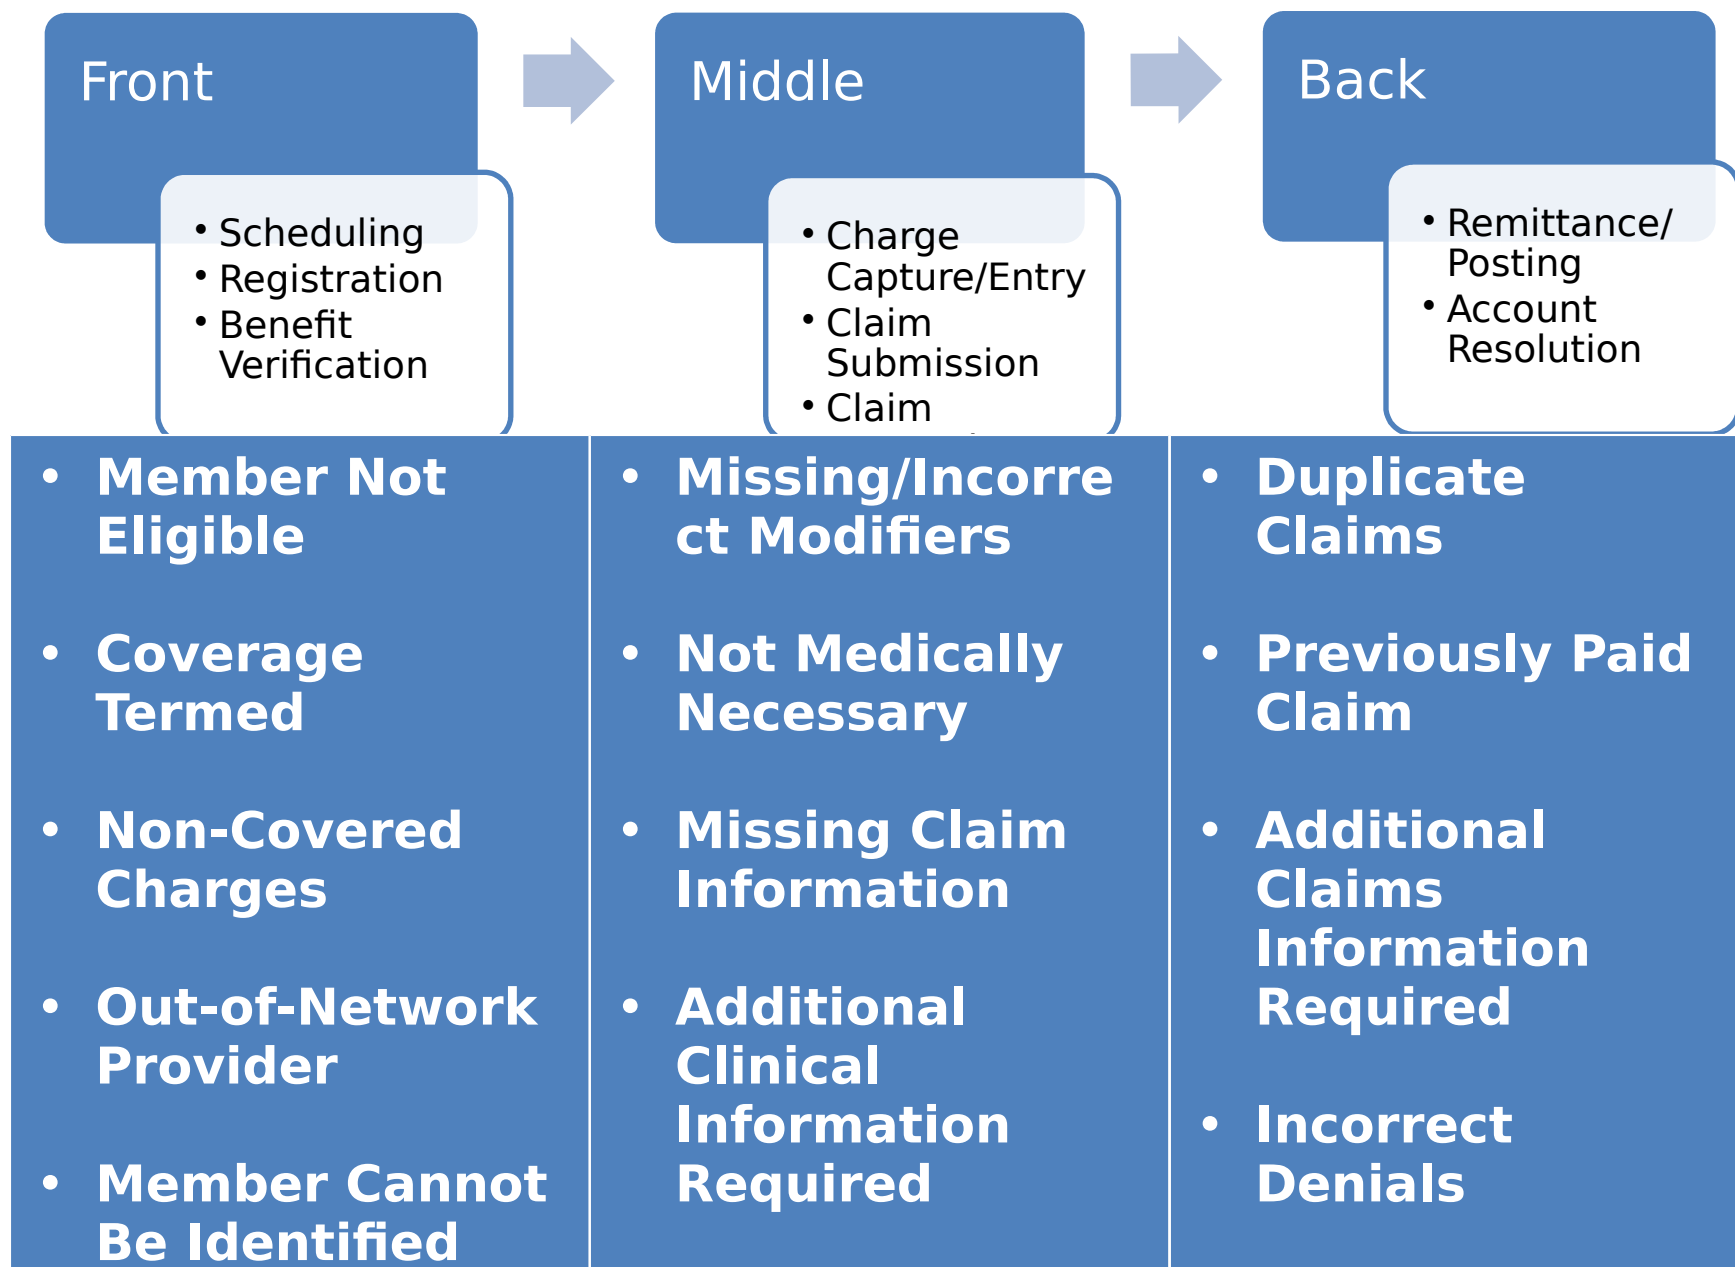 Front
• Scheduling
• Registration
• Benefit
Verification
Middle
• Charge
Capture/Entry
• Claim
Submission
• Claim
Back
• Remittance/
Posting
• Account
Resolution
• Member Not
Eligible
• Coverage
Termed
• Non-Covered
Charges
• Out-of-Network
Provider
• Member Cannot
Be Identified
• Missing/Incorre
ct Modifiers
• Not Medically
Necessary
• Missing Claim
Information
• Additional
Clinical
Information
Required
• Duplicate
Claims
• Previously Paid
Claim
• Additional
Claims
Information
Required
• Incorrect
Denials